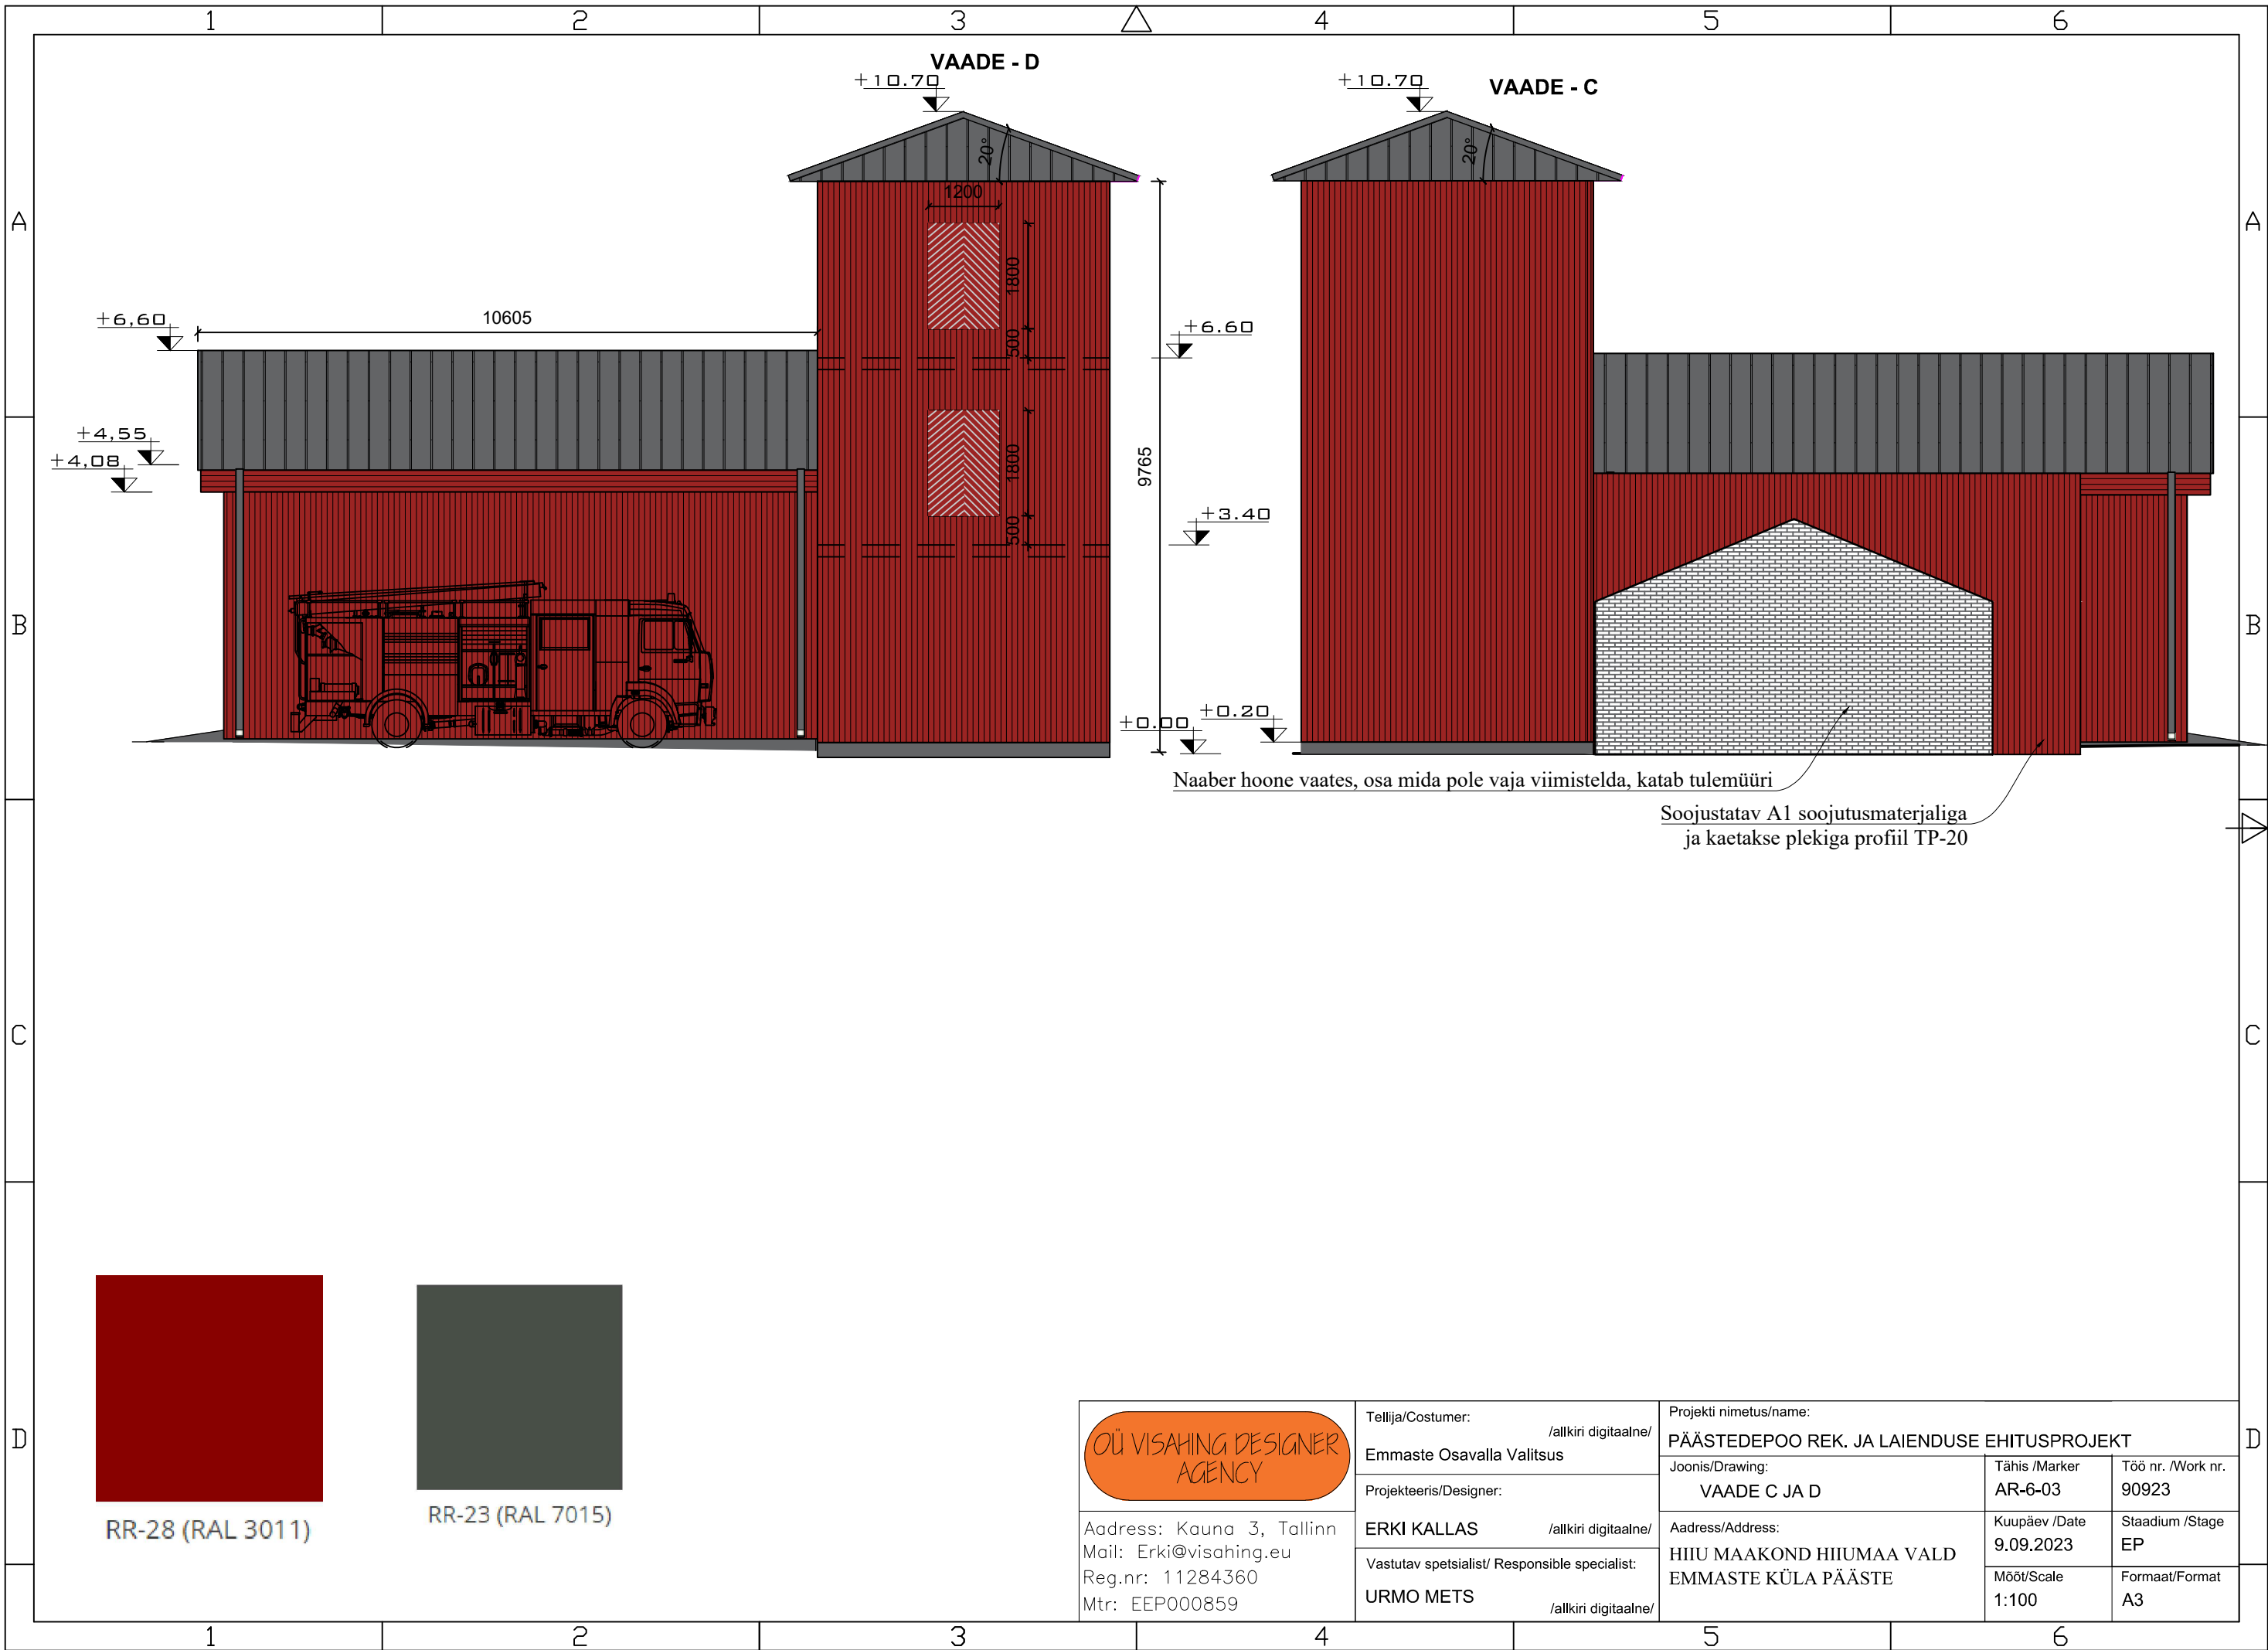 1 2 3 4 5 6
A A
B B
C C
D D
1 2 3 4 5 6
VAADE - D
+10.70
20°
1200
1800
500
1800
500
9765
10605
+6,60
+4,55
+4,08
+6.60
+3.40
+0.00
VAADE - C
+10.70
20°
+0.20
Naaber hoone vaates, osa mida pole vaja viimistelda, katab tulemüüri
Soojustatav A1 soojutusmaterjaliga
ja kaetakse plekiga profiil TP-20
RR-28 (RAL 3011)
RR-23 (RAL 7015)
OÜ VISAHING DESIGNER
AGENCY
Aadress: Kauna 3, Tallinn
Mail: Erki@visahing.eu
Reg.nr: 11284360
Mtr: EEP000859
Tellija/Costumer:
/allkiri digitaalne/
Emmaste Osavalla Valitsus
Projekteeris/Designer:
ERKI KALLAS /allkiri digitaalne/
Vastutav spetsialist/ Responsible specialist:
URMO METS
/allkiri digitaalne/
Projekti nimetus/name:
PÄÄSTEDEPOO REK. JA LAIENDUSE EHITUSPROJEKT
Joonis/Drawing:
VAADE C JA D
Tähis /Marker
AR-6-03
Töö nr. /Work nr.
90923
Aadress/Address:
HIIU MAAKOND HIIUMAA VALD
EMMASTE KÜLA PÄÄSTE
Kuupäev /Date
9.09.2023
Staadium /Stage
EP
Mõõt/Scale
1:100
Formaat/Format
A3